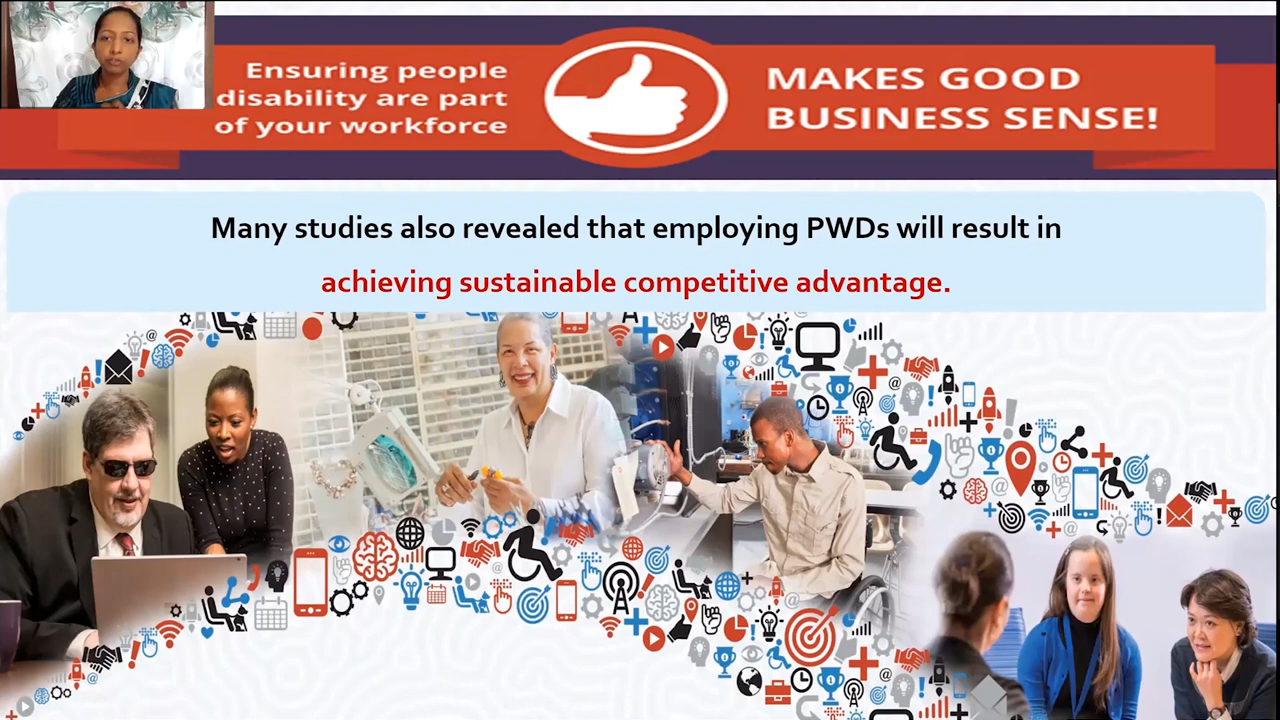 Ensuring people
disability are part
of your workforce
MAKES GOOD
BUSINESS SENSE!
Many studies also revealed that employing PWDs will result in
achieving sustainable competitive advantage.